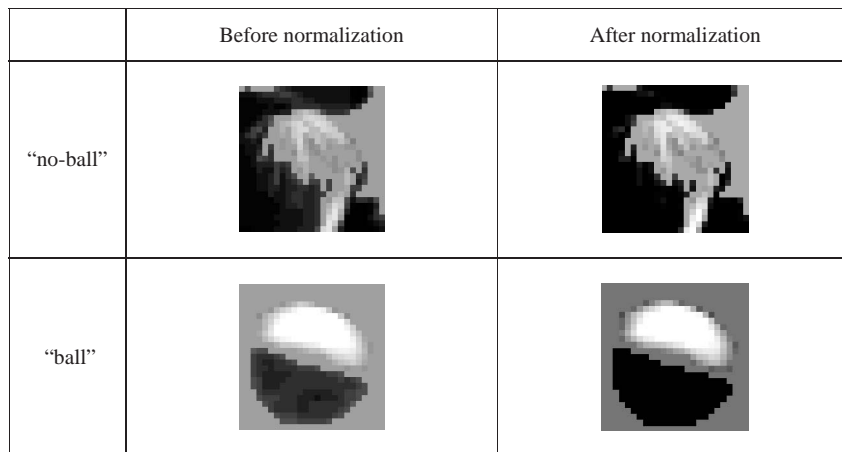 Before normalization
After normalization
“no-ball”
“ball”